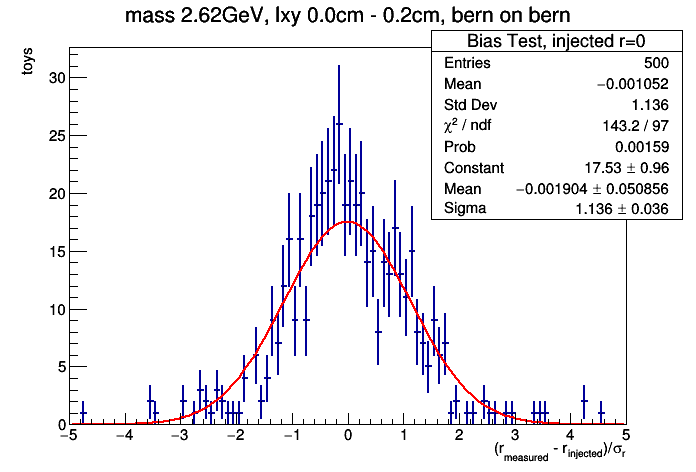 mass 2.62GeV, lxy 0.0cm - 0.2cm, bern on bern
toys
Bias Test, injected r=0
Entries 500
Mean −0.001052
Std Dev 1.136
χ² / ndf 143.2 / 97
Prob 0.00159
Constant 17.53 ± 0.96
Mean −0.001904 ± 0.050856
Sigma 1.136 ± 0.036
30
25
20
15
10
5
0
−5 −4 −3 −2 −1 0 1 2 3 4 5
(r_measured - r_injected)/σ_r